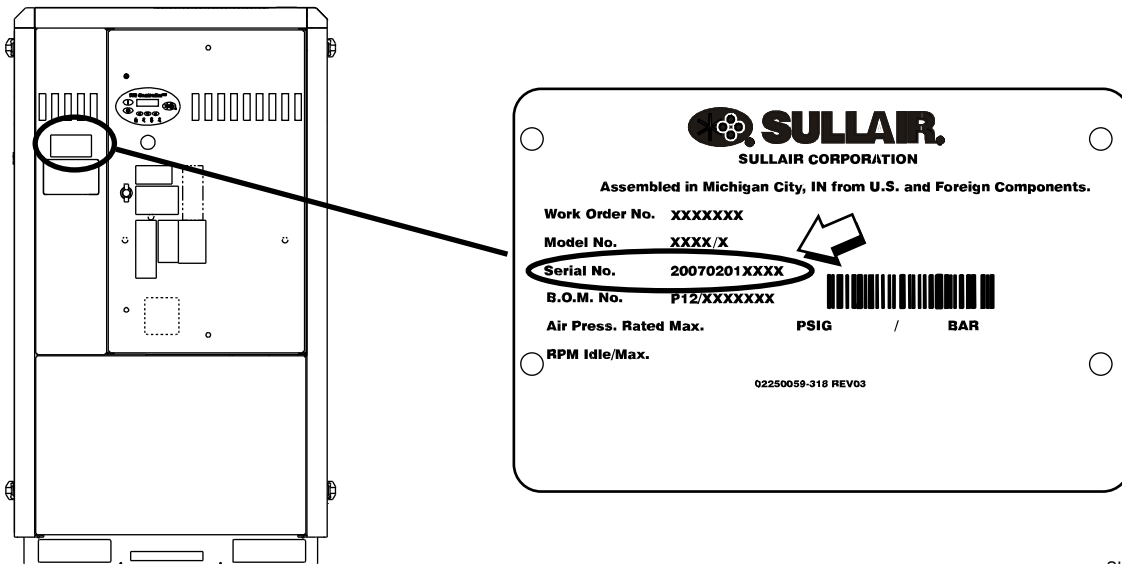 SULLAIR.
SULLAIR CORPORATION
Assembled in Michigan City, IN from U.S. and Foreign Components.
Work Order No. XXXXXXX
Model No. XXXX/X
Serial No. 20070201XXXX
B.O.M. No. P12/XXXXXXX
Air Press. Rated Max. PSIG / BAR
RPM Idle/Max.
02250059-318 REV03